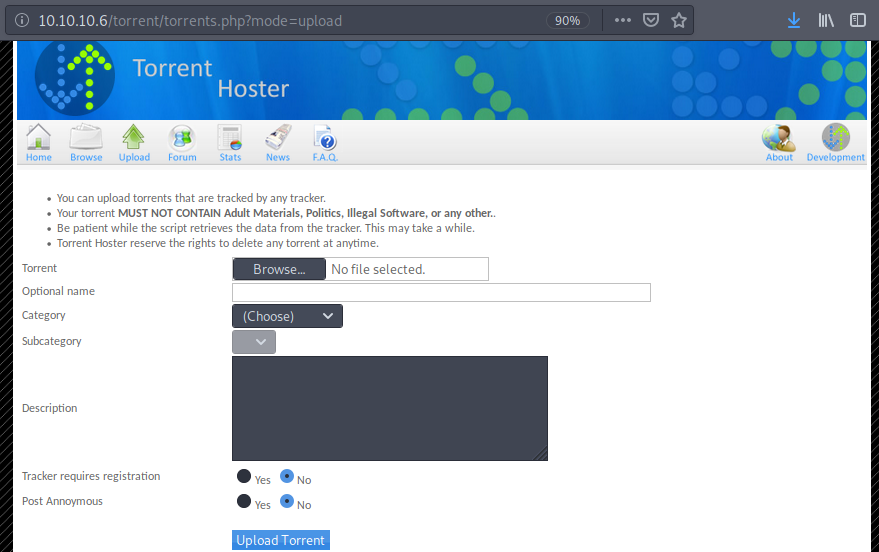 10.10.10.6/torrent/torrents.php?mode=upload 90%
Torrent
Hoster
Home Browse Upload Forum Stats News F.A.Q. About Development
You can upload torrents that are tracked by any tracker.
Your torrent MUST NOT CONTAIN Adult Materials, Politics, Illegal Software, or any other..
Be patient while the script retrieves the data from the tracker. This may take a while.
Torrent Hoster reserve the rights to delete any torrent at anytime.
Torrent Browse... No file selected.
Optional name
Category (Choose)
Subcategory
Description
Tracker requires registration Yes No
Post Annoymous Yes No
Upload Torrent